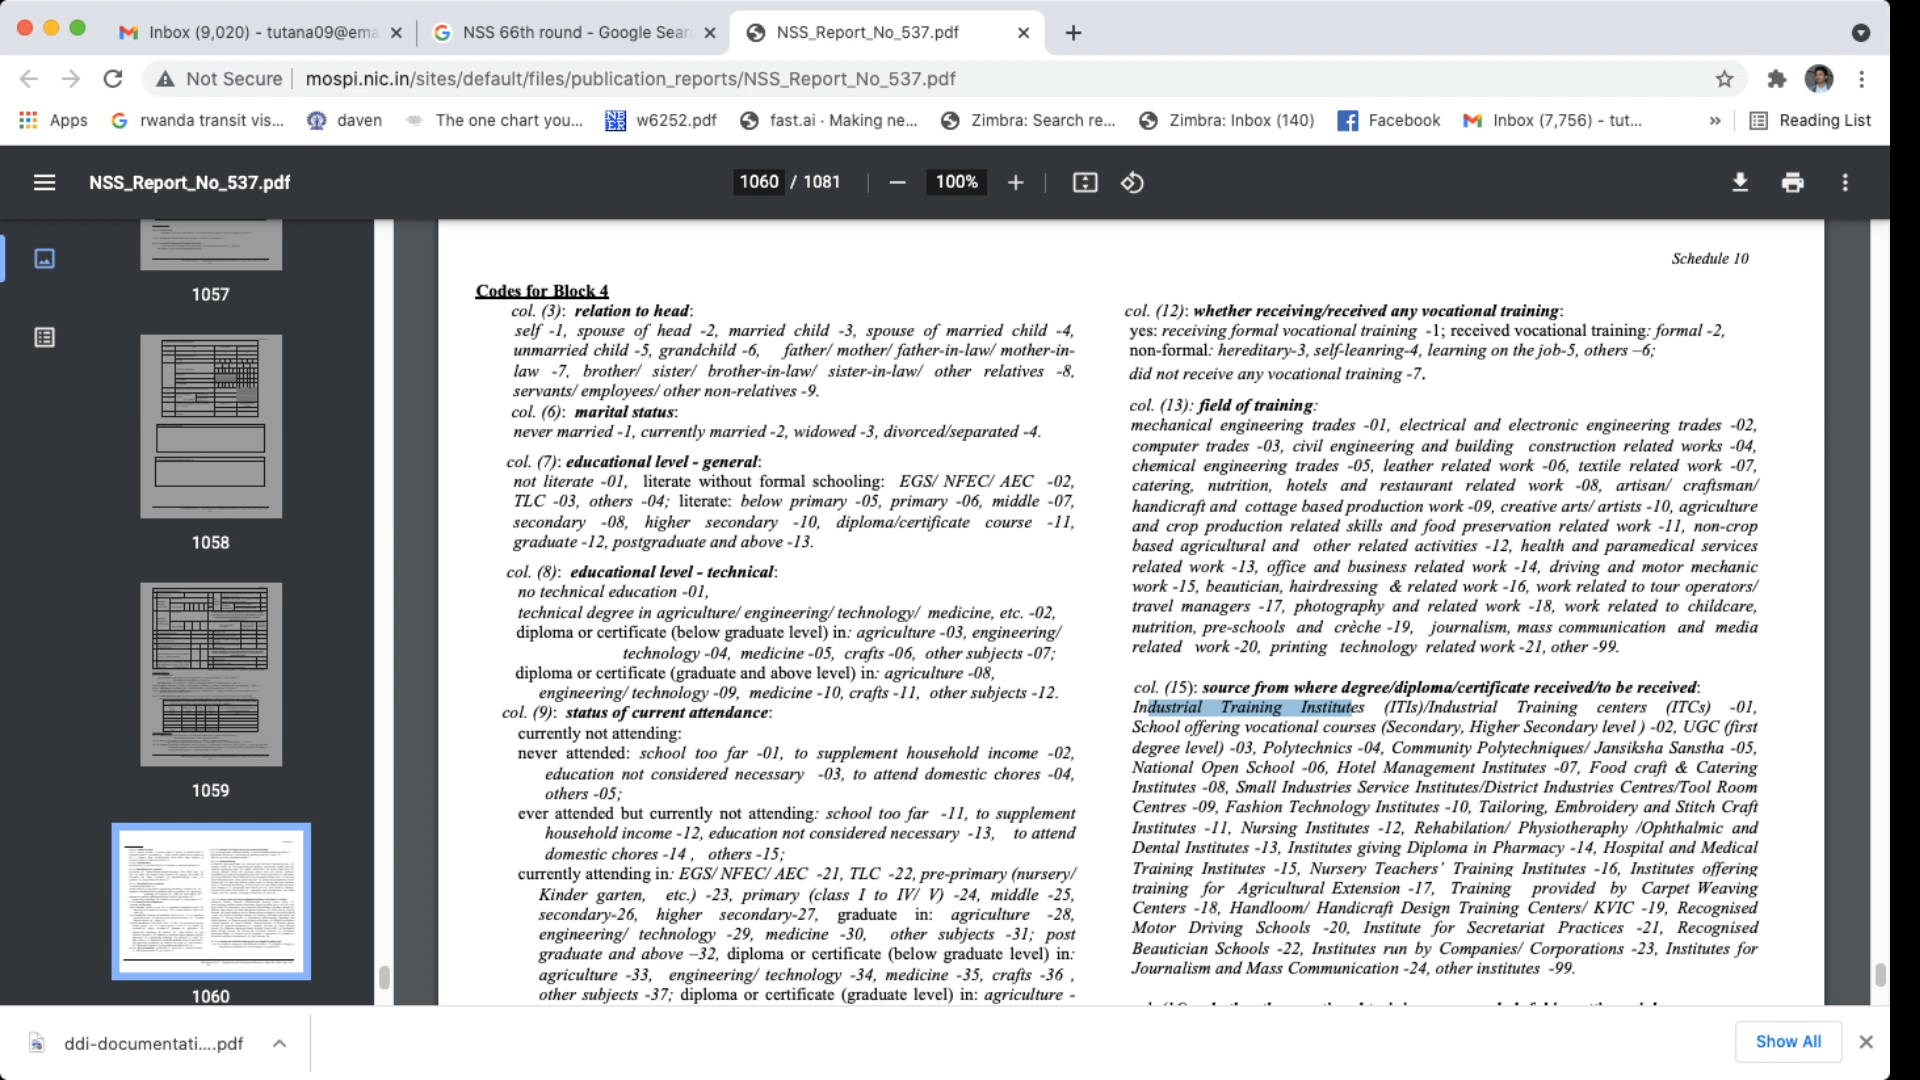 Inbox (9,020) - tutana09@ema
NSS 66th round - Google Sear
NSS_Report_No_537.pdf
Not Secure
mospi.nic.in/sites/default/files/publication_reports/NSS_Report_No_537.pdf
Apps
rwanda transit vis...
daven
The one chart you...
w6252.pdf
fast.ai · Making ne...
Zimbra: Search re...
Zimbra: Inbox (140)
Facebook
Inbox (7,756) - tut...
»
Reading List
NSS_Report_No_537.pdf
1060 / 1081
100%
1057
1058
1059
1060
Schedule 10
Codes for Block 4
col. (3): relation to head:
self -1, spouse of head -2, married child -3, spouse of married child -4,
unmarried child -5, grandchild -6, father/ mother/ father-in-law/ mother-in-
law -7, brother/ sister/ brother-in-law/ sister-in-law/ other relatives -8,
servants/ employees/ other non-relatives -9.
col. (6): marital status:
never married -1, currently married -2, widowed -3, divorced/separated -4.
col. (7): educational level - general:
not literate -01, literate without formal schooling: EGS/ NFEC/ AEC -02,
TLC -03, others -04; literate: below primary -05, primary -06, middle -07,
secondary -08, higher secondary -10, diploma/certificate course -11,
graduate -12, postgraduate and above -13.
col. (8): educational level - technical:
no technical education -01,
technical degree in agriculture/ engineering/ technology/ medicine, etc. -02,
diploma or certificate (below graduate level) in: agriculture -03, engineering/
technology -04, medicine -05, crafts -06, other subjects -07;
diploma or certificate (graduate and above level) in: agriculture -08,
engineering/ technology -09, medicine -10, crafts -11, other subjects -12.
col. (9): status of current attendance:
currently not attending:
never attended: school too far -01, to supplement household income -02,
education not considered necessary -03, to attend domestic chores -04,
others -05;
ever attended but currently not attending: school too far -11, to supplement
household income -12, education not considered necessary -13, to attend
domestic chores -14 , others -15;
currently attending in: EGS/ NFEC/ AEC -21, TLC -22, pre-primary (nursery/
Kinder garten, etc.) -23, primary (class I to IV/ V) -24, middle -25,
secondary-26, higher secondary-27, graduate in: agriculture -28,
engineering/ technology -29, medicine -30, other subjects -31; post
graduate and above –32, diploma or certificate (below graduate level) in:
agriculture -33, engineering/ technology -34, medicine -35, crafts -36 ,
other subjects -37; diploma or certificate (graduate level) in: agriculture -
col. (12): whether receiving/received any vocational training:
yes: receiving formal vocational training -1; received vocational training: formal -2,
non-formal: hereditary-3, self-leanring-4, learning on the job-5, others –6;
did not receive any vocational training -7.
col. (13): field of training:
mechanical engineering trades -01, electrical and electronic engineering trades -02,
computer trades -03, civil engineering and building construction related works -04,
chemical engineering trades -05, leather related work -06, textile related work -07,
catering, nutrition, hotels and restaurant related work -08, artisan/ craftsman/
handicraft and cottage based production work -09, creative arts/ artists -10, agriculture
and crop production related skills and food preservation related work -11, non-crop
based agricultural and other related activities -12, health and paramedical services
related work -13, office and business related work -14, driving and motor mechanic
work -15, beautician, hairdressing & related work -16, work related to tour operators/
travel managers -17, photography and related work -18, work related to childcare,
nutrition, pre-schools and crèche -19, journalism, mass communication and media
related work -20, printing technology related work -21, other -99.
col. (15): source from where degree/diploma/certificate received/to be received:
Industrial Training Institutes (ITIs)/Industrial Training centers (ITCs) -01,
School offering vocational courses (Secondary, Higher Secondary level ) -02, UGC (first
degree level) -03, Polytechnics -04, Community Polytechniques/ Jansiksha Sanstha -05,
National Open School -06, Hotel Management Institutes -07, Food craft & Catering
Institutes -08, Small Industries Service Institutes/District Industries Centres/Tool Room
Centres -09, Fashion Technology Institutes -10, Tailoring, Embroidery and Stitch Craft
Institutes -11, Nursing Institutes -12, Rehabilation/ Physiotheraphy /Ophthalmic and
Dental Institutes -13, Institutes giving Diploma in Pharmacy -14, Hospital and Medical
Training Institutes -15, Nursery Teachers' Training Institutes -16, Institutes offering
training for Agricultural Extension -17, Training provided by Carpet Weaving
Centers -18, Handloom/ Handicraft Design Training Centers/ KVIC -19, Recognised
Motor Driving Schools -20, Institute for Secretariat Practices -21, Recognised
Beautician Schools -22, Institutes run by Companies/ Corporations -23, Institutes for
Journalism and Mass Communication -24, other institutes -99.
ddi-documentati....pdf
Show All